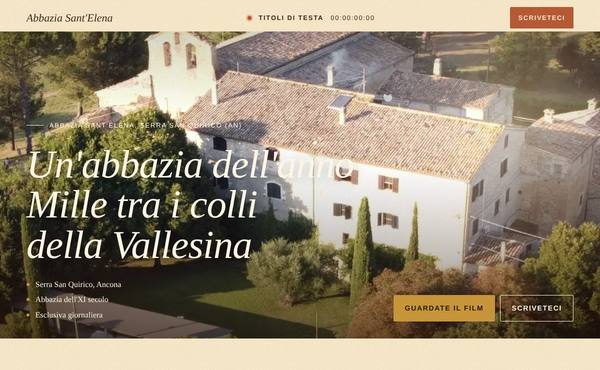 Abbazia Sant'Elena
TITOLI DI TESTA 00:00:00:00
SCRIVETECI
ABBAZIA SANT'ELENA, SERRA SAN QUIRICO (AN)
Un'abbazia dell'anno
Mille tra i colli
della Vallesina
Serra San Quirico, Ancona
Abbazia dell'XI secolo
Esclusiva giornaliera
GUARDATE IL FILM
SCRIVETECI